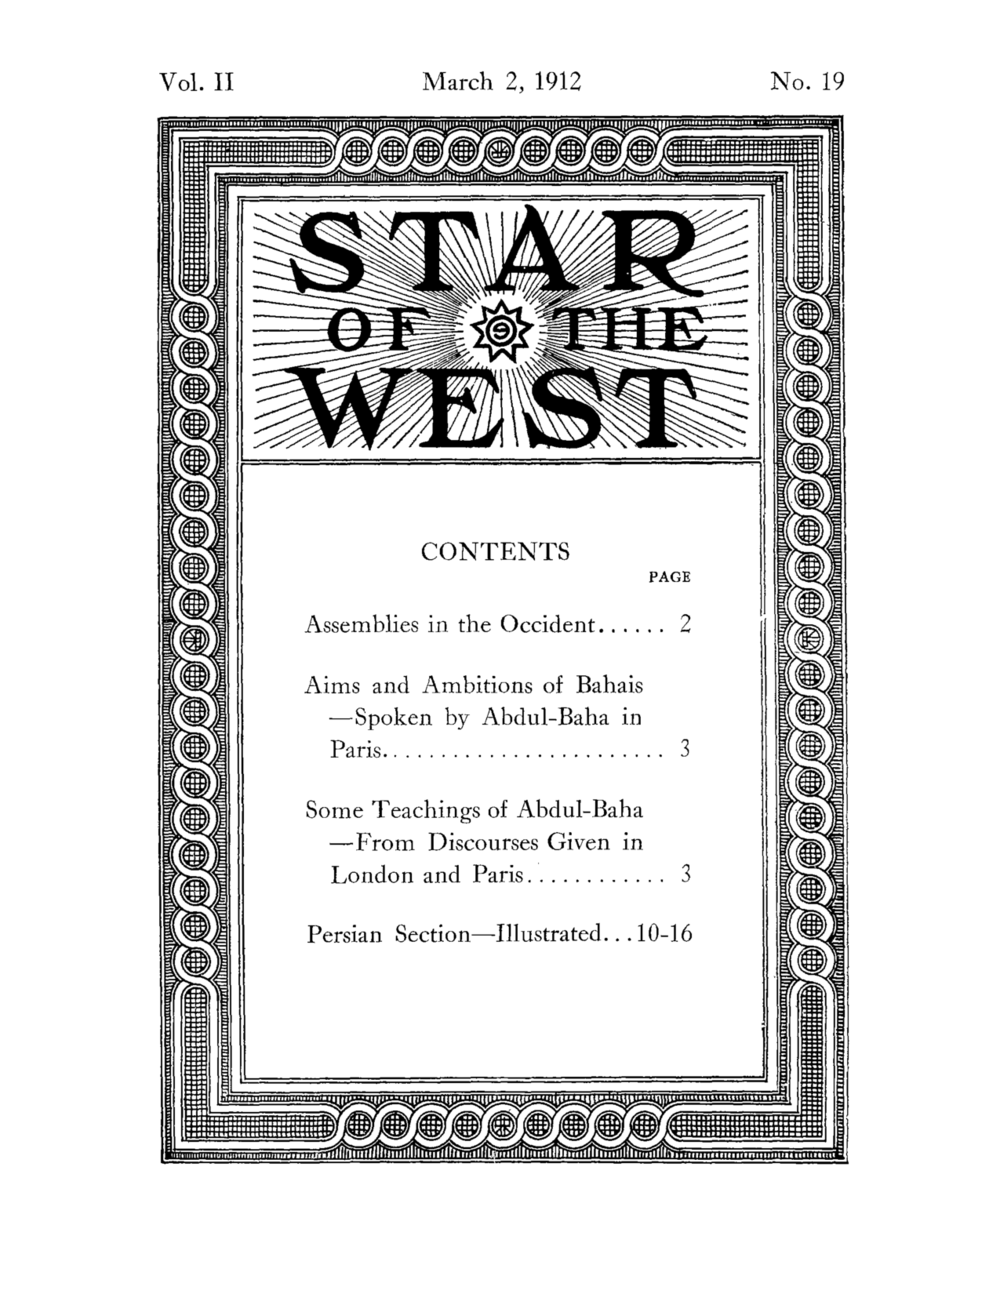 Vol. II March 2, 1912 No. 19
STAR
OF 9 THE
WEST
CONTENTS
PAGE
Assemblies in the Occident...... 2
Aims and Ambitions of Bahais
—Spoken by Abdul-Baha in
Paris......................... 3
Some Teachings of Abdul-Baha
—From Discourses Given in
London and Paris............ 3
Persian Section—Illustrated...10-16